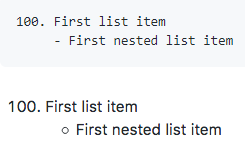 100. First list item
     - First nested list item
100. First list item
     ○ First nested list item